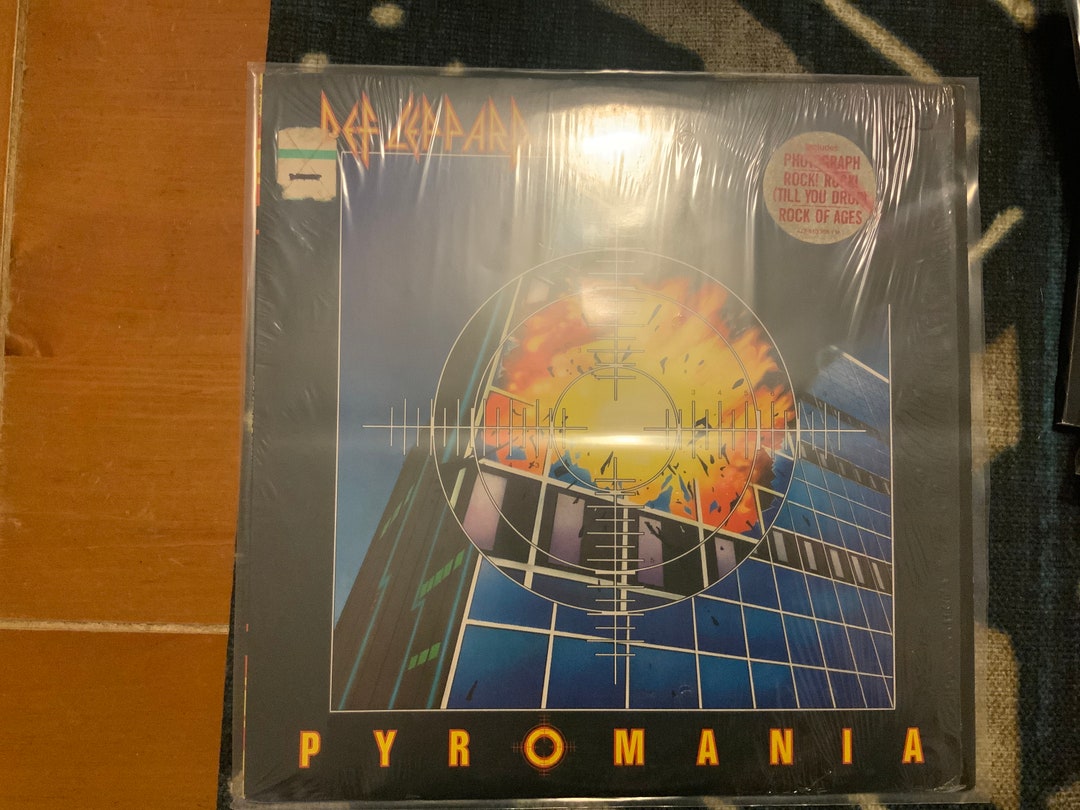 DEF LEPPARD
Includes
PHOTOGRAPH
ROCK! ROCK!
(TILL YOU DROP)
ROCK OF AGES
PYROMANIA